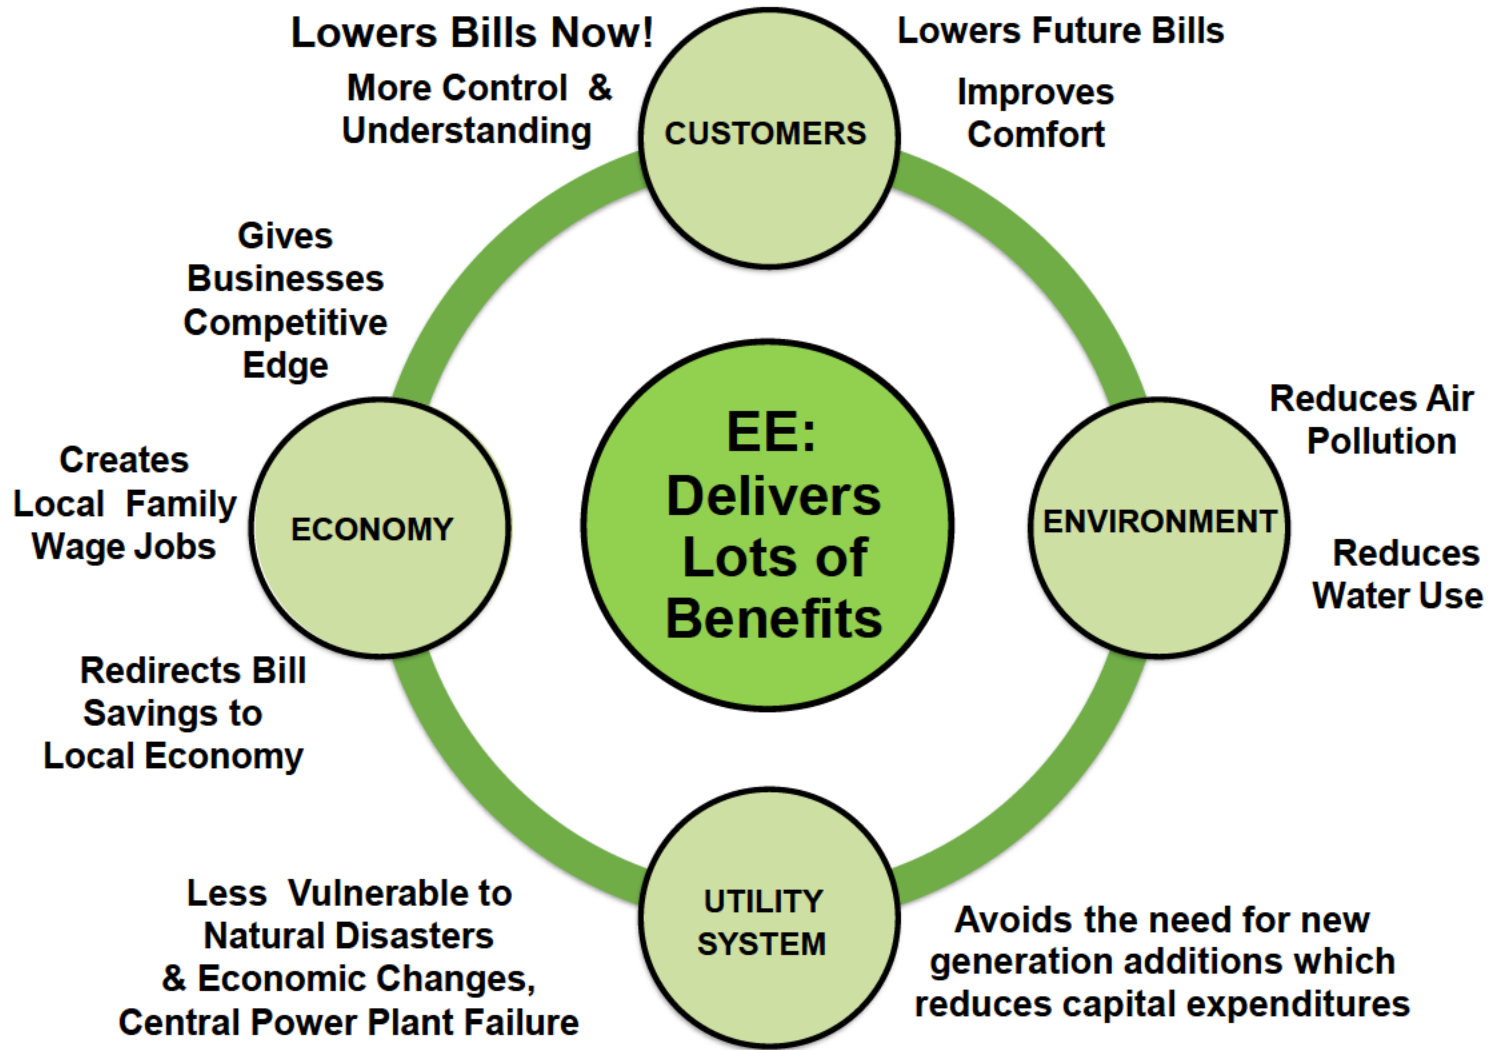 Lowers Bills Now!
More Control &
Understanding
CUSTOMERS
Lowers Future Bills
Improves
Comfort
Gives
Businesses
Competitive
Edge
Creates
Local Family
Wage Jobs
ECONOMY
Redirects Bill
Savings to
Local Economy
EE:
Delivers
Lots of
Benefits
ENVIRONMENT
Reduces Air
Pollution
Reduces
Water Use
Less Vulnerable to
Natural Disasters
& Economic Changes,
Central Power Plant Failure
UTILITY
SYSTEM
Avoids the need for new
generation additions which
reduces capital expenditures